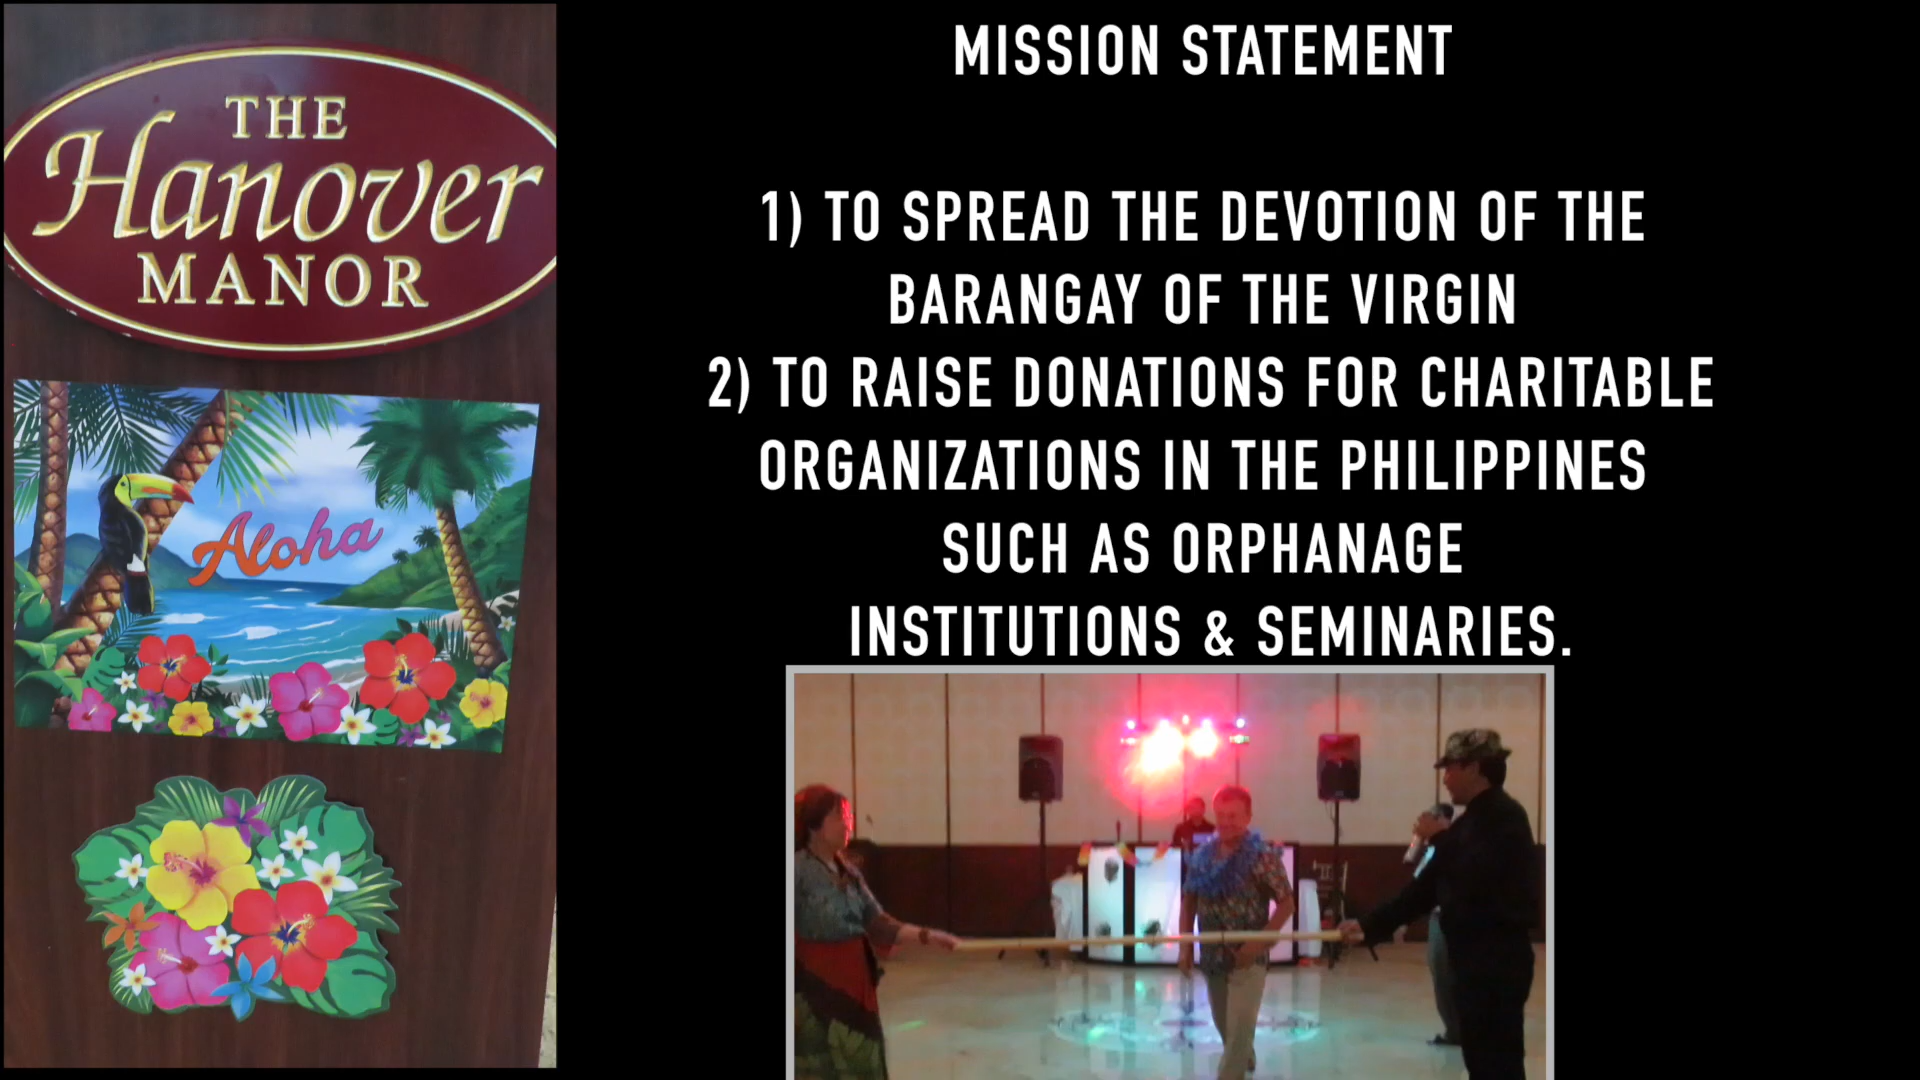 THE
Hanover
MANOR
Aloha
MISSION STATEMENT
1) TO SPREAD THE DEVOTION OF THE
BARANGAY OF THE VIRGIN
2) TO RAISE DONATIONS FOR CHARITABLE
ORGANIZATIONS IN THE PHILIPPINES
SUCH AS ORPHANAGE
INSTITUTIONS & SEMINARIES.